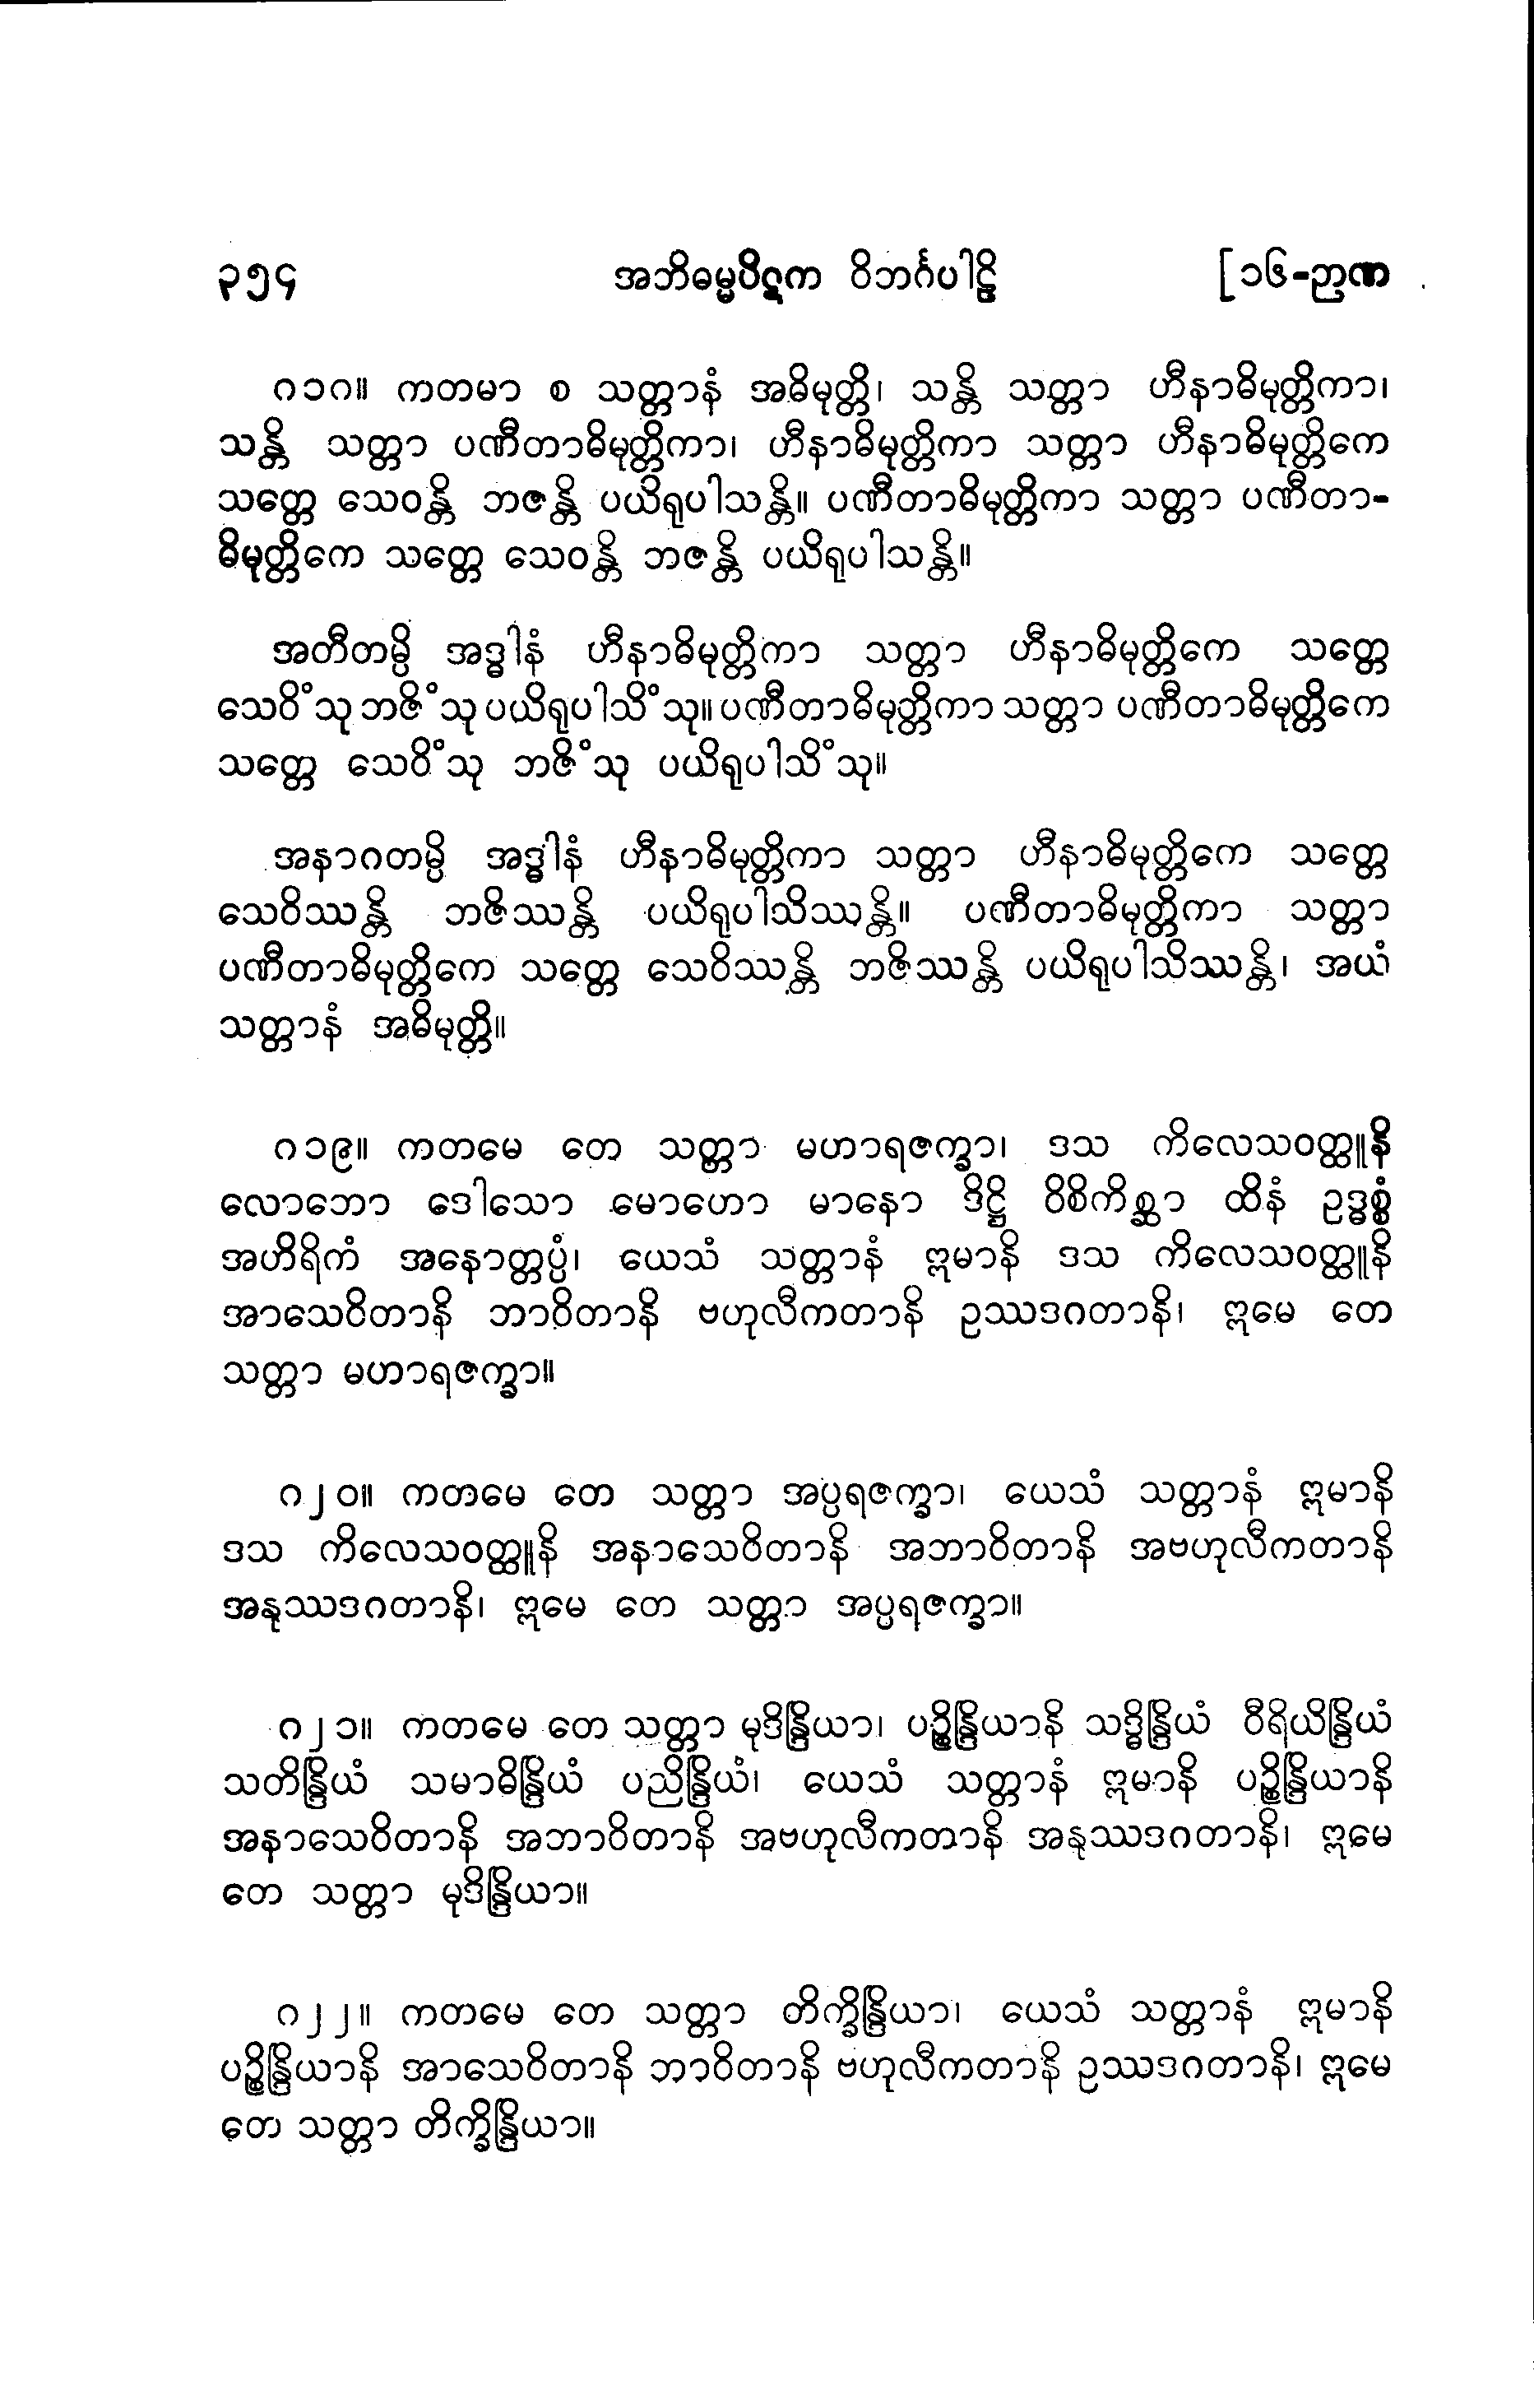 ၃၅၄ အဘိဓမ္မပိဋက ဝိဘင်္ဂပါဠိ [၁၆-ဉာဏ
၈၁၈။ ကတမာ စ သတ္တာနံ အဓိမုတ္တိ၊ သန္တိ သတ္တာ ဟီနာဓိမုတ္တိကာ၊
သန္တိ သတ္တာ ပဏီတာဓိမုတ္တိကာ၊ ဟီနာဓိမုတ္တိကာ သတ္တာ ဟီနာဓိမုတ္တိကေ
သတ္တေ သေဝန္တိ ဘဇန္တိ ပယိရုပါသန္တိ။ ပဏီတာဓိမုတ္တိကာ သတ္တာ ပဏီတာ-
ဓိမုတ္တိကေ သတ္တေ သေဝန္တိ ဘဇန္တိ ပယိရုပါသန္တိ။
အတီတမ္ပိ အဒ္ဓါနံ ဟီနာဓိမုတ္တိကာ သတ္တာ ဟီနာဓိမုတ္တိကေ သတ္တေ
သေဝိံသု ဘဇိံသု ပယိရုပါသိံသု။ ပဏီတာဓိမုတ္တိကာ သတ္တာ ပဏီတာဓိမုတ္တိကေ
သတ္တေ သေဝိံသု ဘဇိံသု ပယိရုပါသိံသု။
အနာဂတမ္ပိ အဒ္ဓါနံ ဟီနာဓိမုတ္တိကာ သတ္တာ ဟီနာဓိမုတ္တိကေ သတ္တေ
သေဝိဿန္တိ ဘဇိဿန္တိ ပယိရုပါသိဿန္တိ။ ပဏီတာဓိမုတ္တိကာ သတ္တာ
ပဏီတာဓိမုတ္တိကေ သတ္တေ သေဝိဿန္တိ ဘဇိဿန္တိ ပယိရုပါသိဿန္တိ၊ အယံ
သတ္တာနံ အဓိမုတ္တိ။
၈၁၉။ ကတမေ တေ သတ္တာ မဟာရဇက္ခာ၊ ဒသ ကိလေသဝတ္ထူနိ
လောဘော ဒေါသော မောဟော မာနော ဒိဋ္ဌိ ဝိစိကိစ္ဆာ ထိနံ ဥဒ္ဓစ္စံ
အဟိရိကံ အနောတ္တပ္ပံ၊ ယေသံ သတ္တာနံ ဣမာနိ ဒသ ကိလေသဝတ္ထူနိ
အာသေဝိတာနိ ဘာဝိတာနိ ဗဟုလီကတာနိ ဥဿဒဂတာနိ၊ ဣမေ တေ
သတ္တာ မဟာရဇက္ခာ။
၈၂၀။ ကတမေ တေ သတ္တာ အပ္ပရဇက္ခာ၊ ယေသံ သတ္တာနံ ဣမာနိ
ဒသ ကိလေသဝတ္ထူနိ အနာသေဝိတာနိ အဘာဝိတာနိ အဗဟုလီကတာနိ
အနုဿဒဂတာနိ၊ ဣမေ တေ သတ္တာ အပ္ပရဇက္ခာ။
၈၂၁။ ကတမေ တေ သတ္တာ မုဒိန္ဒြိယာ၊ ပဉ္စိန္ဒြိယာနိ သဒ္ဓိန္ဒြိယံ ဝီရိယိန္ဒြိယံ
သတိန္ဒြိယံ သမာဓိန္ဒြိယံ ပညိန္ဒြိယံ၊ ယေသံ သတ္တာနံ ဣမာနိ ပဉ္စိန္ဒြိယာနိ
အနာသေဝိတာနိ အဘာဝိတာနိ အဗဟုလီကတာနိ အနုဿဒဂတာနိ၊ ဣမေ
တေ သတ္တာ မုဒိန္ဒြိယာ။
၈၂၂။ ကတမေ တေ သတ္တာ တိက္ခိန္ဒြိယာ၊ ယေသံ သတ္တာနံ ဣမာနိ
ပဉ္စိန္ဒြိယာနိ အာသေဝိတာနိ ဘာဝိတာနိ ဗဟုလီကတာနိ ဥဿဒဂတာနိ၊ ဣမေ
တေ သတ္တာ တိက္ခိန္ဒြိယာ။